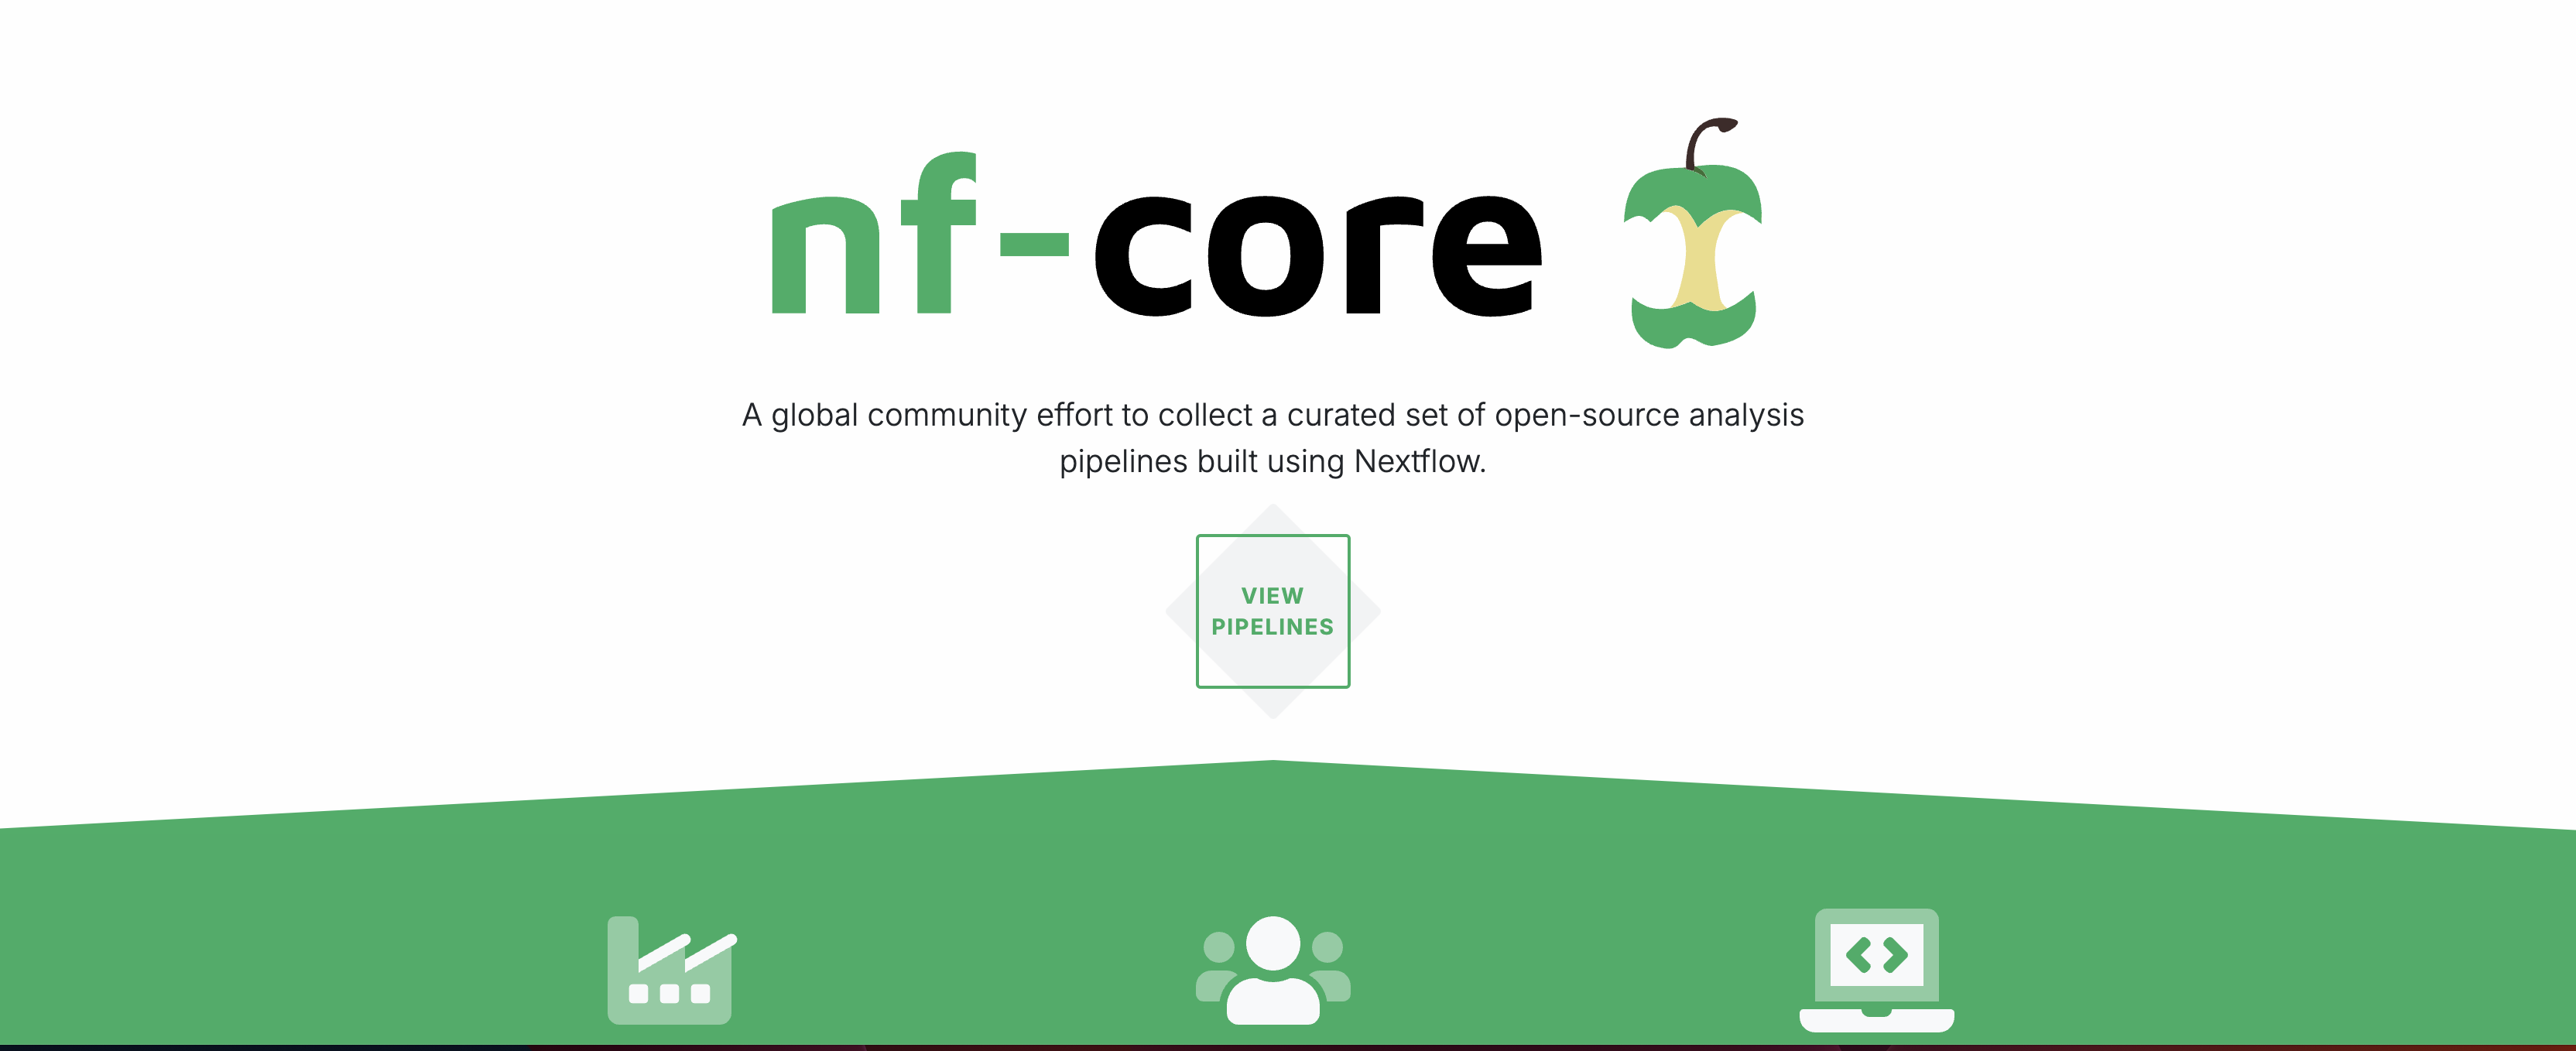 nf-core
A global community effort to collect a curated set of open-source analysis
pipelines built using Nextflow.
VIEW
PIPELINES